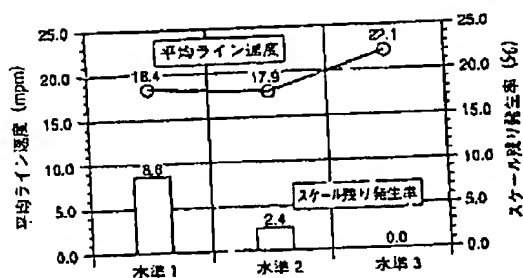 平均ライン速度 (mpm)
25.0
20.0
15.0
10.0
5.0
0.0
平均ライン速度
18.4
17.9
22.1
8.6
2.4
0.0
スケール残り発生率
水準1
水準2
水準3
25.0
20.0
15.0
10.0
5.0
0.0
スケール残り発生率 (%)